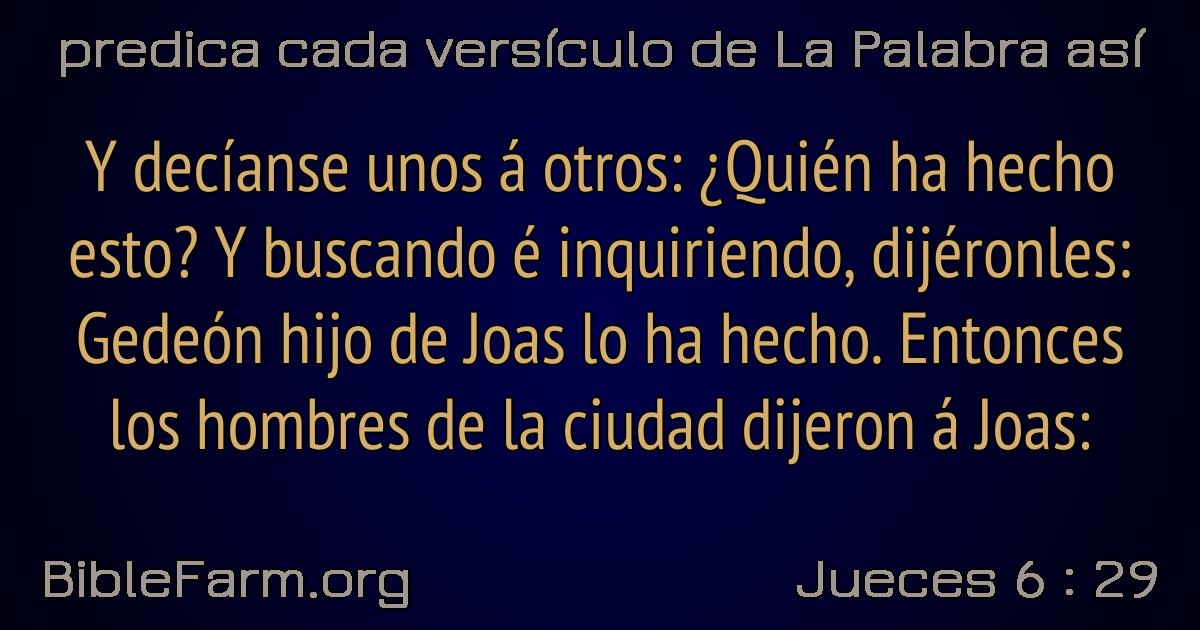 predica cada versículo de La Palabra así
Y decíanse unos á otros: ¿Quién ha hecho
esto? Y buscando é inquiriendo, dijéronles:
Gedeón hijo de Joas lo ha hecho. Entonces
los hombres de la ciudad dijeron á Joas:
BibleFarm.org
Jueces 6 : 29